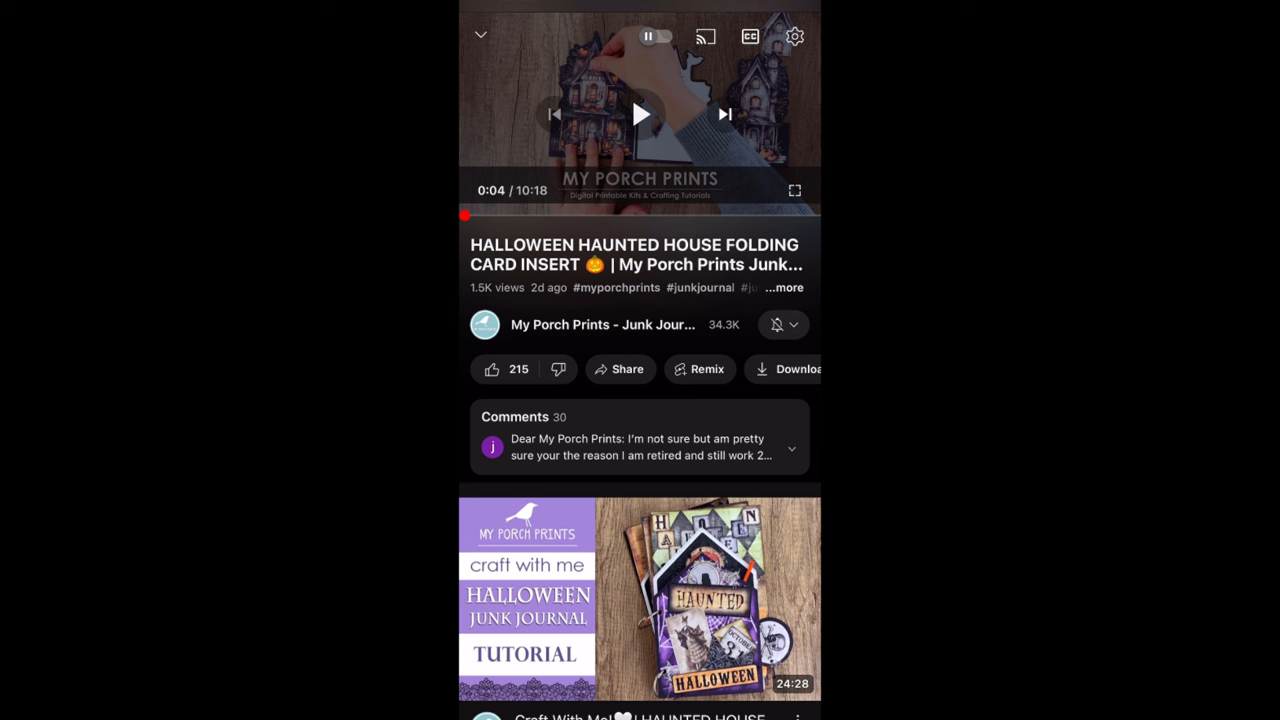 CC
MY PORCH PRINTS
Digital Printable Kits & Crafting Tutorials
0:04 / 10:18
HALLOWEEN HAUNTED HOUSE FOLDING
CARD INSERT 🎃 | My Porch Prints Junk...
1.5K views 2d ago #myporchprints #junkjournal #ju ...more
My Porch Prints - Junk Jour... 34.3K
215 Share Remix Downloa
Comments 30
j
Dear My Porch Prints: I'm not sure but am pretty
sure your the reason I am retired and still work 2...
MY PORCH PRINTS
craft with me
HALLOWEEN
JUNK JOURNAL
TUTORIAL
HAUNTED
OCTOBER
31
HALLOWEEN
24:28
Craft With Me!🤍| HAUNTED HOUSE